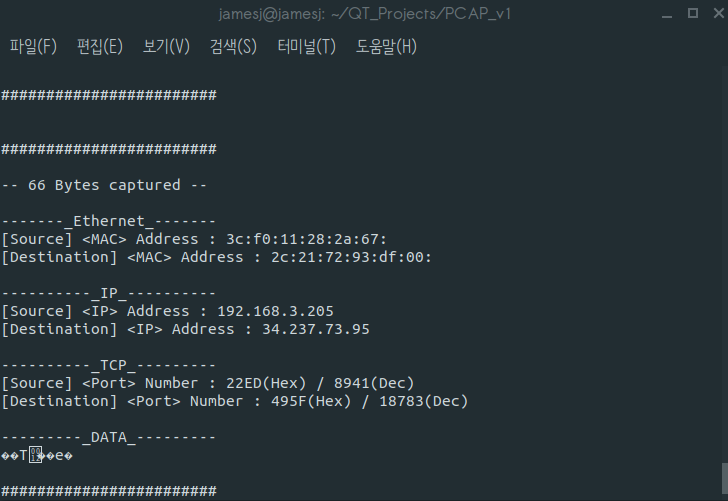 jamesj@jamesj: ~/QT_Projects/PCAP_v1
파일(F) 편집(E) 보기(V) 검색(S) 터미널(T) 도움말(H)
########################
########################
-- 66 Bytes captured --
-------_Ethernet_-------
[Source] <MAC> Address : 3c:f0:11:28:2a:67:
[Destination] <MAC> Address : 2c:21:72:93:df:00:
----------_IP_----------
[Source] <IP> Address : 192.168.3.205
[Destination] <IP> Address : 34.237.73.95
----------_TCP_---------
[Source] <Port> Number : 22ED(Hex) / 8941(Dec)
[Destination] <Port> Number : 495F(Hex) / 18783(Dec)
---------_DATA_---------
��T��e�
########################